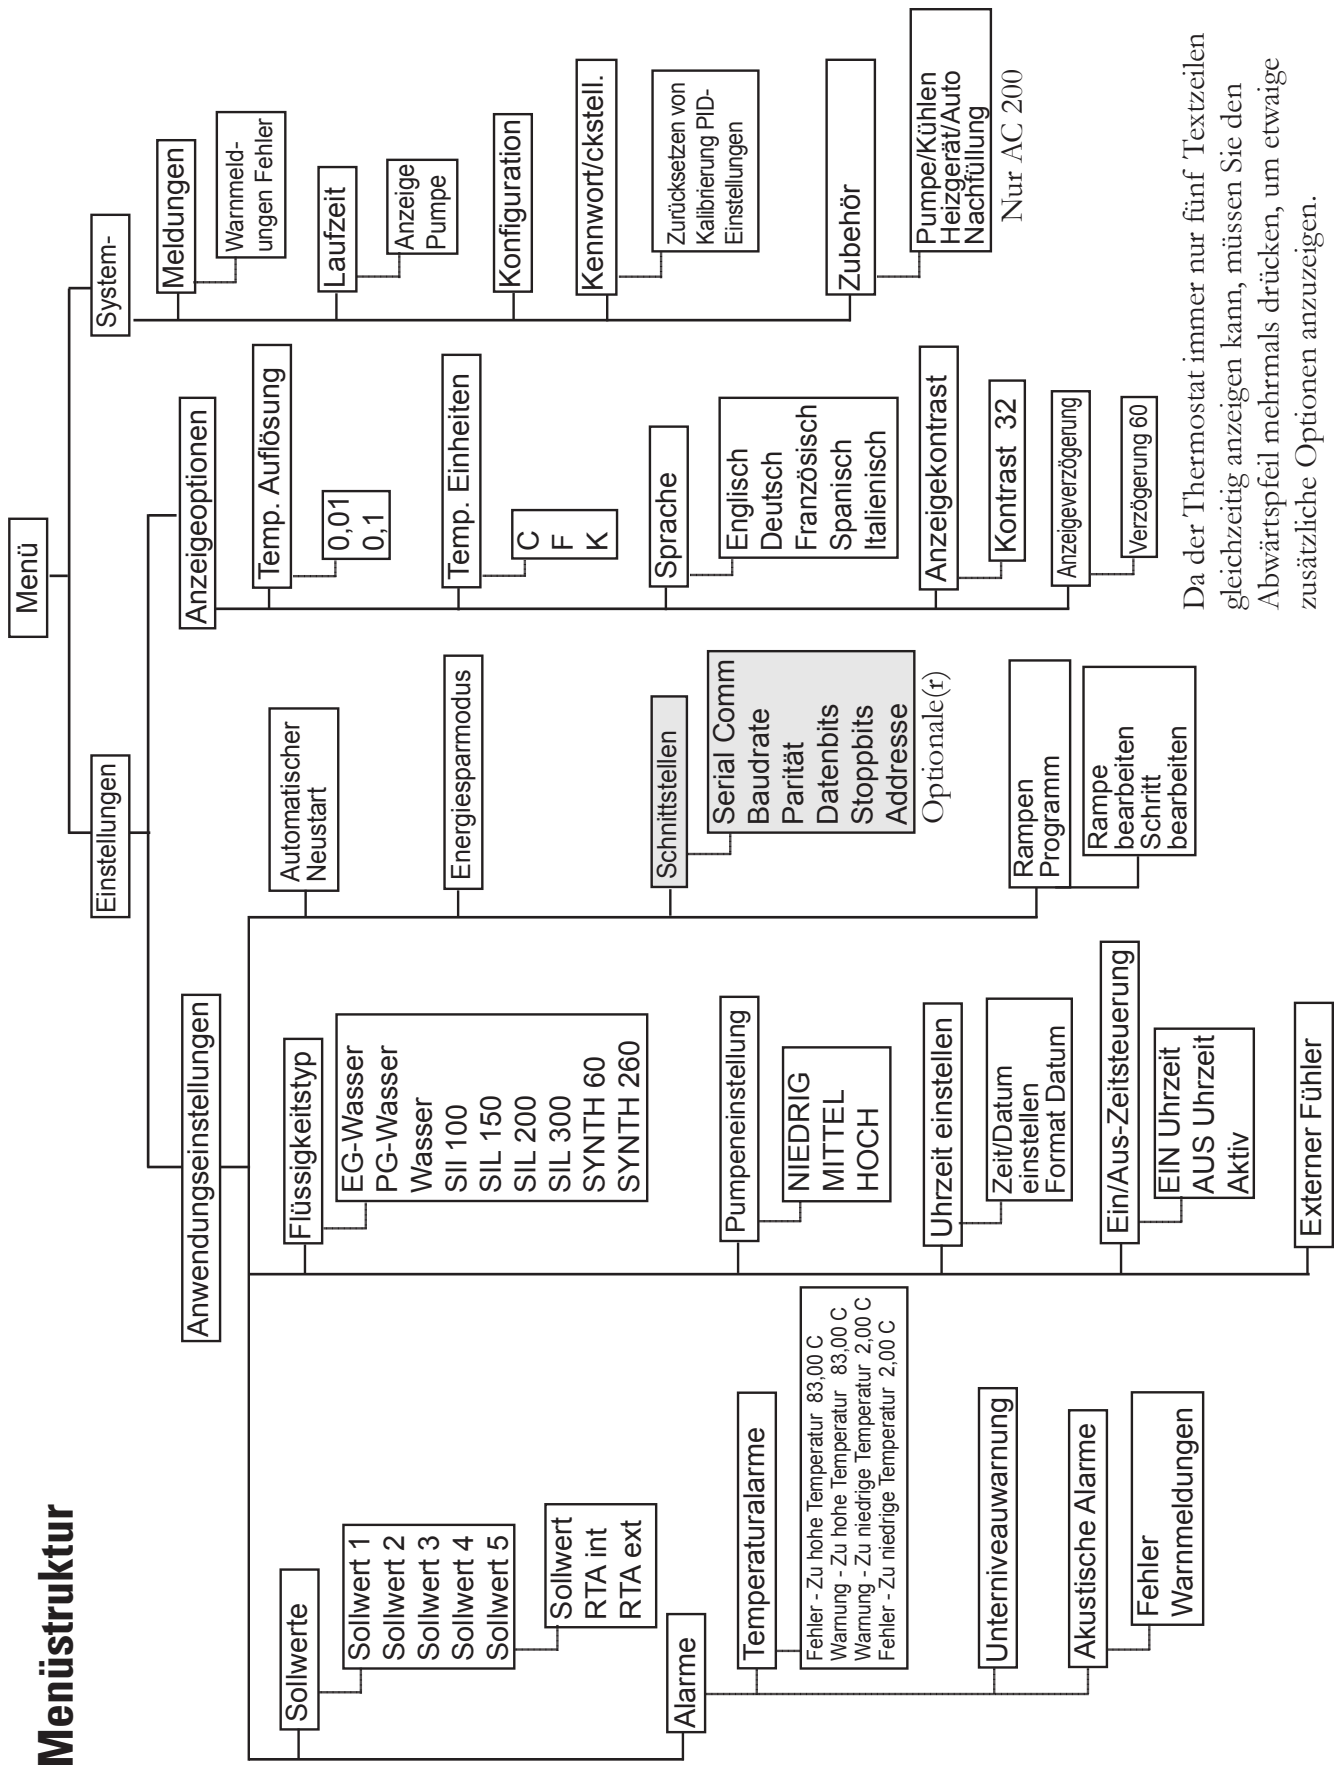 Menüstruktur
Menü
Einstellungen
System-
Anwendungseinstellungen
Anzeigeoptionen
Sollwerte
Sollwert 1
Sollwert 2
Sollwert 3
Sollwert 4
Sollwert 5
Sollwert
RTA int
RTA ext
Alarme
Temperaturalarme
Fehler - Zu hohe Temperatur 83,00 C
Warnung - Zu hohe Temperatur 83,00 C
Warnung - Zu niedrige Temperatur 2,00 C
Fehler - Zu niedrige Temperatur 2,00 C
Unterniveauwarnung
Akustische Alarme
Fehler
Warnmeldungen
Flüssigkeitstyp
EG-Wasser
PG-Wasser
Wasser
SIl 100
SIL 150
SIL 200
SIL 300
SYNTH 60
SYNTH 260
Pumpeneinstellung
NIEDRIG
MITTEL
HOCH
Uhrzeit einstellen
Zeit/Datum
einstellen
Format Datum
Ein/Aus-Zeitsteuerung
EIN Uhrzeit
AUS Uhrzeit
Aktiv
Externer Fühler
Automatischer
Neustart
Energiesparmodus
Schnittstellen
Serial Comm
Baudrate
Parität
Datenbits
Stoppbits
Addresse
Optionale(r)
Rampen
Programm
Rampe
bearbeiten
Schritt
bearbeiten
Temp. Auflösung
0,01
0,1
Temp. Einheiten
C
F
K
Sprache
Englisch
Deutsch
Französisch
Spanisch
Italienisch
Anzeigekontrast
Kontrast 32
Anzeigeverzögerung
Verzögerung 60
Meldungen
Warnmeld-
ungen Fehler
Laufzeit
Anzeige
Pumpe
Konfiguration
Kennwort/ckstell.
Zurücksetzen von
Kalibrierung PID-
Einstellungen
Zubehör
Pumpe/Kühlen
Heizgerät/Auto
Nachfüllung
Nur AC 200
Da der Thermostat immer nur fünf Textzeilen
gleichzeitig anzeigen kann, müssen Sie den
Abwärtspfeil mehrmals drücken, um etwaige
zusätzliche Optionen anzuzeigen.